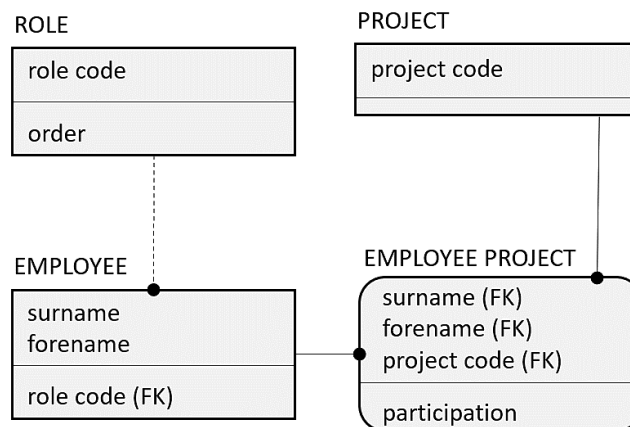 ROLE
role code
order
PROJECT
project code
EMPLOYEE
surname
forename
role code (FK)
EMPLOYEE PROJECT
surname (FK)
forename (FK)
project code (FK)
participation